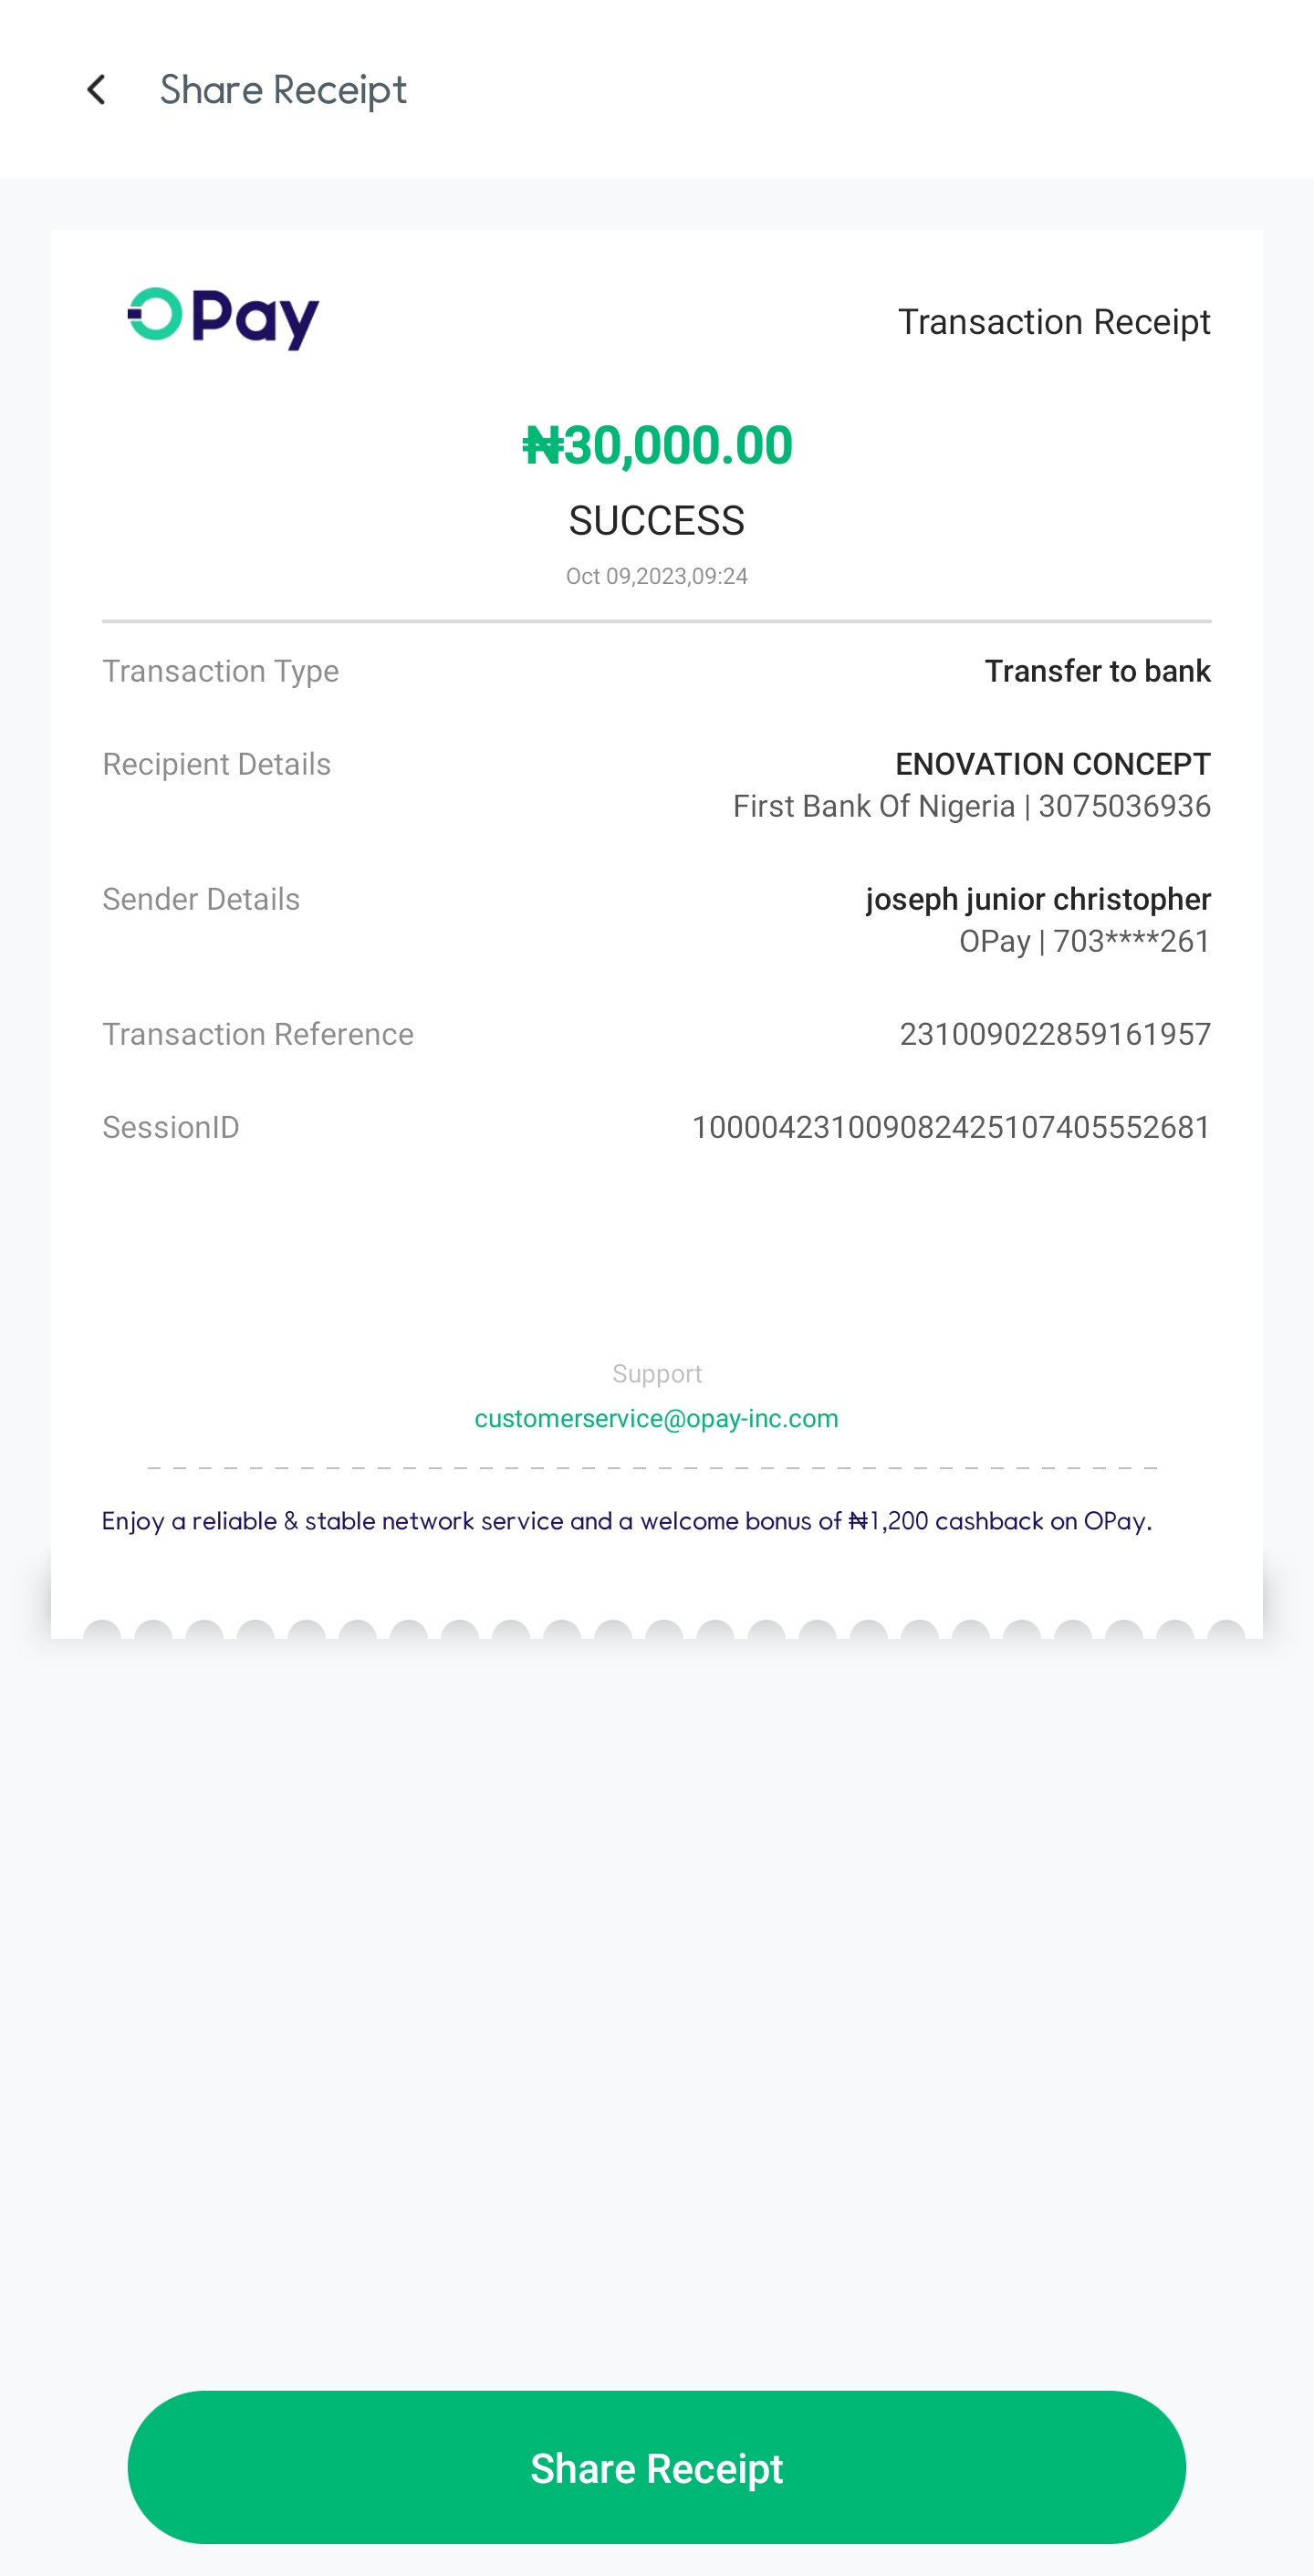 Share Receipt
OPay
Transaction Receipt
₦30,000.00
SUCCESS
Oct 09,2023,09:24
Transaction Type
Transfer to bank
Recipient Details
ENOVATION CONCEPT
First Bank Of Nigeria | 3075036936
Sender Details
joseph junior christopher
OPay | 703****261
Transaction Reference
231009022859161957
SessionID
100004231009082425107405552681
Support
customerservice@opay-inc.com
Enjoy a reliable & stable network service and a welcome bonus of ₦1,200 cashback on OPay.
Share Receipt